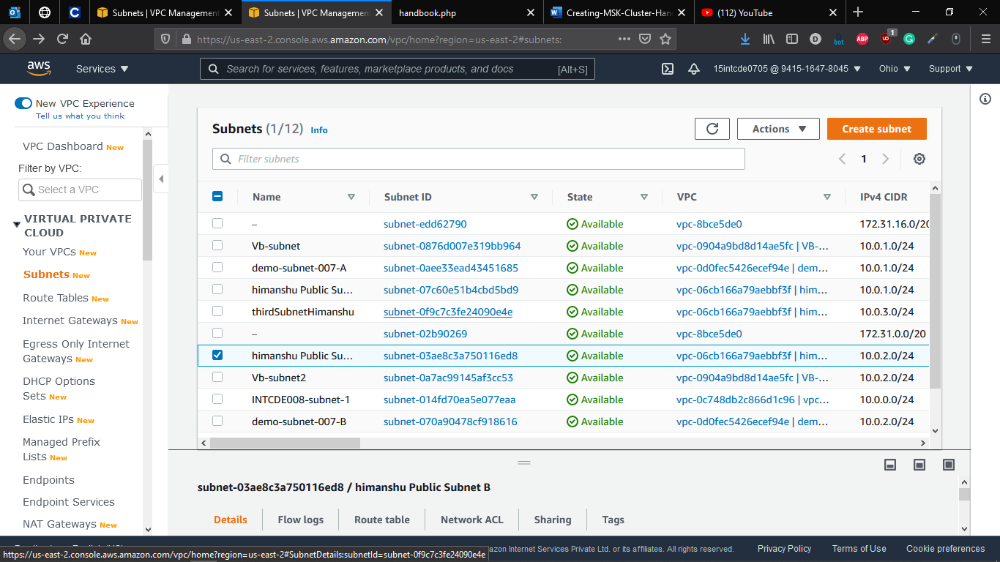 Subnets | VPC Management
Subnets | VPC Management
handbook.php
Creating-MSK-Cluster-Han
(112) YouTube
https://us-east-2.console.aws.amazon.com/vpc/home?region=us-east-2#subnets:
1
D
bot
ABP
aws
Services
Search for services, features, marketplace products, and docs
[Alt+S]
15intcde0705 @ 9415-1647-8045
Ohio
Support
New VPC Experience
Tell us what you think
VPC Dashboard New
Filter by VPC:
Select a VPC
VIRTUAL PRIVATE
CLOUD
Your VPCs New
Subnets New
Route Tables New
Internet Gateways New
Egress Only Internet
Gateways New
DHCP Options
Sets New
Elastic IPs New
Managed Prefix
Lists New
Endpoints
Endpoint Services
NAT Gateways New
Subnets (1/12) Info
Actions
Create subnet
Filter subnets
1
Name Subnet ID State VPC IPv4 CIDR
– subnet-edd62790 Available vpc-8bce5de0 172.31.16.0/20
Vb-subnet subnet-0876d007e319bb964 Available vpc-0904a9bd8d14ae5fc | VB-... 10.0.1.0/24
demo-subnet-007-A subnet-0aee33ead43451685 Available vpc-0d0fec5426ecef94e | dem... 10.0.1.0/24
himanshu Public Su... subnet-07c60e51b4cbd5bd9 Available vpc-06cb166a79aebbf3f | him... 10.0.1.0/24
thirdSubnetHimanshu subnet-0f9c7c3fe24090e4e Available vpc-06cb166a79aebbf3f | him... 10.0.3.0/24
– subnet-02b90269 Available vpc-8bce5de0 172.31.0.0/20
himanshu Public Su... subnet-03ae8c3a750116ed8 Available vpc-06cb166a79aebbf3f | him... 10.0.2.0/24
Vb-subnet2 subnet-0a7ac99145af3cc53 Available vpc-0904a9bd8d14ae5fc | VB-... 10.0.2.0/24
INTCDE008-subnet-1 subnet-014fd70ea5e077eaa Available vpc-0c748db2c866d1c96 | vpc... 10.0.0.0/24
demo-subnet-007-B subnet-070a90478cf918616 Available vpc-0d0fec5426ecef94e | dem... 10.0.2.0/24
subnet-03ae8c3a750116ed8 / himanshu Public Subnet B
Details Flow logs Route table Network ACL Sharing Tags
azon Internet Services Private Ltd. or its affiliates. All rights reserved.
Privacy Policy
Terms of Use
Cookie preferences
https://us-east-2.console.aws.amazon.com/vpc/home?region=us-east-2#SubnetDetails:subnetId=subnet-0f9c7c3fe24090e4e